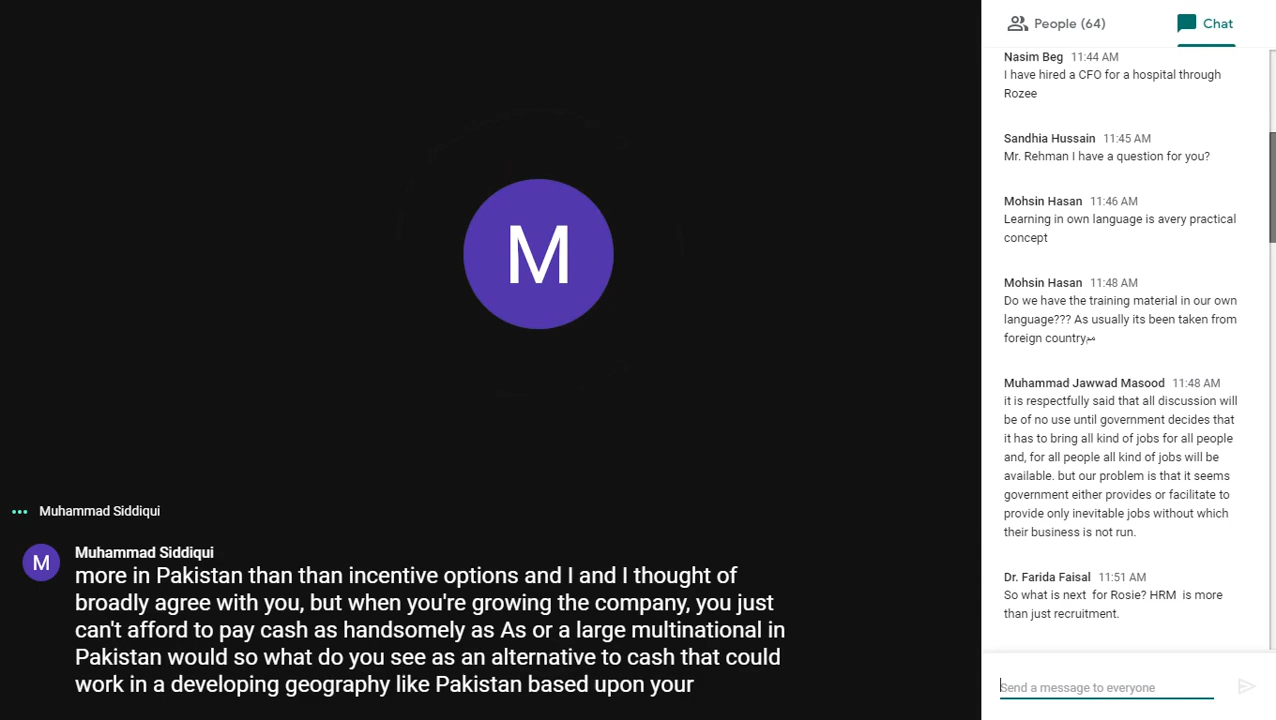 People (64)
Chat
Nasim Beg 11:44 AM
I have hired a CFO for a hospital through
Rozee
Sandhia Hussain 11:45 AM
Mr. Rehman I have a question for you?
Mohsin Hasan 11:46 AM
Learning in own language is avery practical
concept
Mohsin Hasan 11:48 AM
Do we have the training material in our own
language??? As usually its been taken from
foreign country
Muhammad Jawwad Masood 11:48 AM
it is respectfully said that all discussion will
be of no use until government decides that
it has to bring all kind of jobs for all people
and, for all people all kind of jobs will be
available. but our problem is that it seems
government either provides or facilitate to
provide only inevitable jobs without which
their business is not run.
Dr. Farida Faisal 11:51 AM
So what is next for Rosie? HRM is more
than just recruitment.
Send a message to everyone
M
Muhammad Siddiqui
M
Muhammad Siddiqui
more in Pakistan than than incentive options and I and I thought of
broadly agree with you, but when you're growing the company, you just
can't afford to pay cash as handsomely as As or a large multinational in
Pakistan would so what do you see as an alternative to cash that could
work in a developing geography like Pakistan based upon your